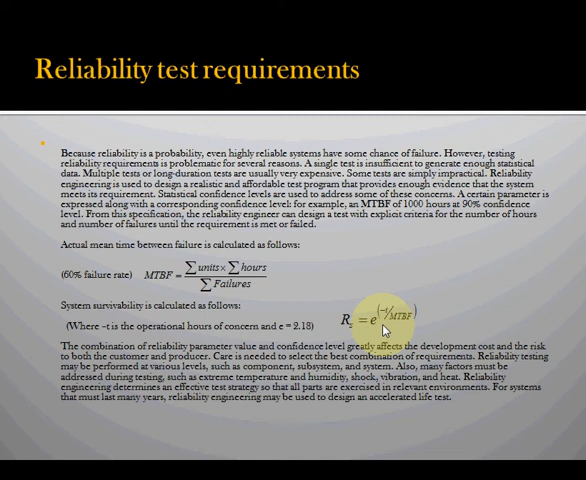 Reliability test requirements
Because reliability is a probability, even highly reliable systems have some chance of failure. However, testing
reliability requirements is problematic for several reasons. A single test is insufficient to generate enough statistical
data. Multiple tests or long-duration tests are usually very expensive. Some tests are simply impractical. Reliability
engineering is used to design a realistic and affordable test program that provides enough evidence that the system
meets its requirement. Statistical confidence levels are used to address some of these concerns. A certain parameter is
expressed along with a corresponding confidence level: for example, an MTBF of 1000 hours at 90% confidence
level. From this specification, the reliability engineer can design a test with explicit criteria for the number of hours
and number of failures until the requirement is met or failed.
Actual mean time between failure is calculated as follows:
(60% failure rate) MTBF = ∑ units × ∑ hours / ∑ Failures
System survivability is calculated as follows:
(Where –t is the operational hours of concern and e = 2.18) R_s = e^(-t/MTBF)
The combination of reliability parameter value and confidence level greatly affects the development cost and the risk
to both the customer and producer. Care is needed to select the best combination of requirements. Reliability testing
may be performed at various levels, such as component, subsystem, and system. Also, many factors must be
addressed during testing, such as extreme temperature and humidity, shock, vibration, and heat. Reliability
engineering determines an effective test strategy so that all parts are exercised in relevant environments. For systems
that must last many years, reliability engineering may be used to design an accelerated life test.